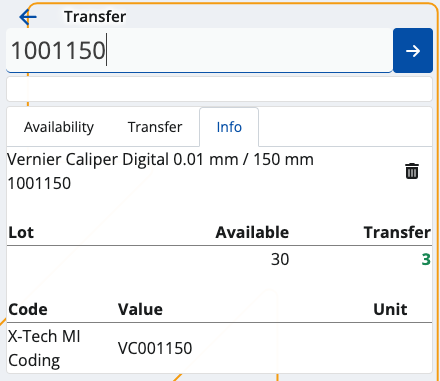 Transfer
1001150
Availability Transfer Info
Vernier Caliper Digital 0.01 mm / 150 mm
1001150
Lot Available Transfer
30 3
Code Value Unit
X-Tech MI
Coding VC001150